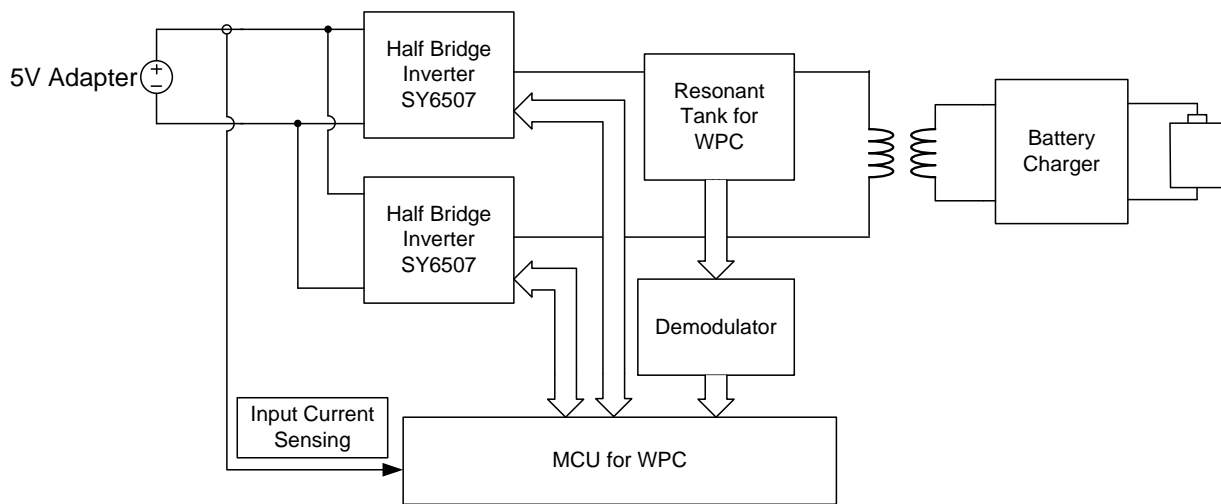 5V Adapter
Half Bridge
Inverter
SY6507
Half Bridge
Inverter
SY6507
Resonant
Tank for
WPC
Battery
Charger
Demodulator
Input Current
Sensing
MCU for WPC